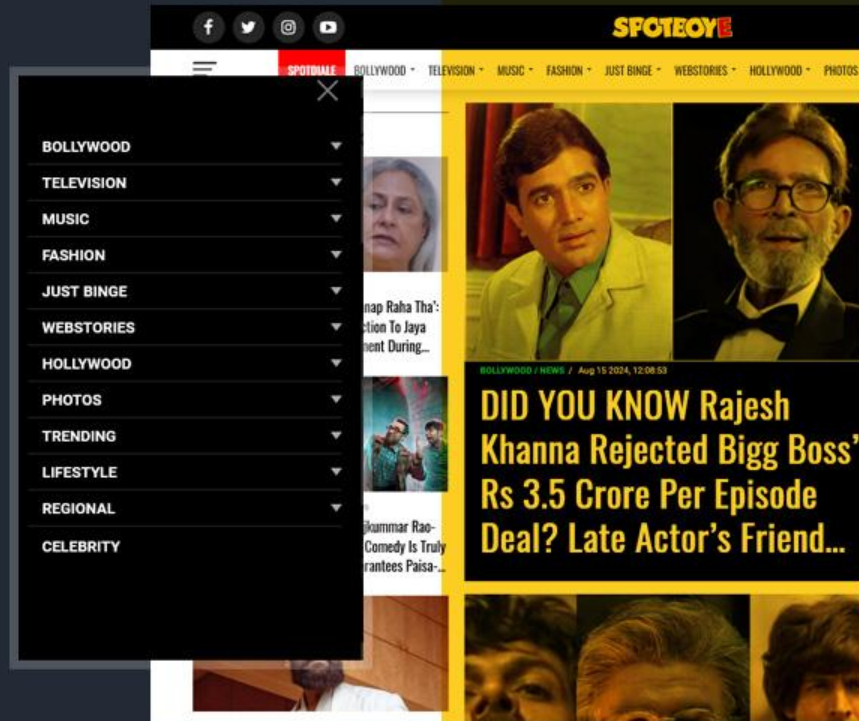 SPOTBOYE
SPOTDIALE BOLLYWOOD TELEVISION MUSIC FASHION JUST BINGE WEBSTORIES HOLLYWOOD PHOTOS
BOLLYWOOD
TELEVISION
MUSIC
FASHION
JUST BINGE
WEBSTORIES
HOLLYWOOD
PHOTOS
TRENDING
LIFESTYLE
REGIONAL
CELEBRITY
nap Raha Tha':
ction To Jaya
nent During...
jkummar Rao-
Comedy Is Truly
rantees Paisa-...
BOLLYWOOD / NEWS / Aug 15 2024, 12:08:53
DID YOU KNOW Rajesh
Khanna Rejected Bigg Boss'
Rs 3.5 Crore Per Episode
Deal? Late Actor's Friend...